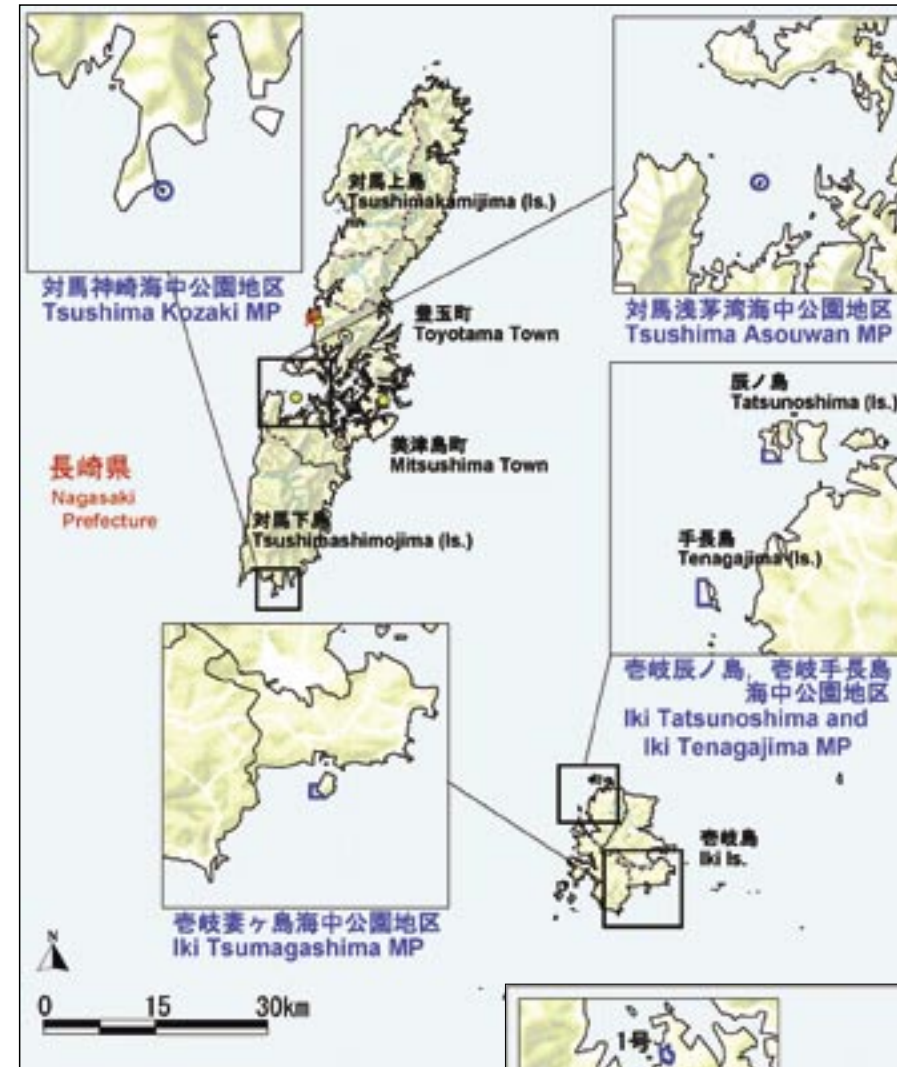 対馬上島
Tsushimakamijima (Is.)
対馬神崎海中公園地区
Tsushima Kozaki MP
豊玉町
Toyotama Town
対馬浅茅湾海中公園地区
Tsushima Asouwan MP
辰ノ島
Tatsunoshima (Is.)
美津島町
Mitsushima Town
長崎県
Nagasaki
Prefecture
対馬下島
Tsushimashimojima (Is.)
手長島
Tenagajima (Is.)
壱岐辰ノ島，壱岐手長島
海中公園地区
Iki Tatsunoshima and
Iki Tenagajima MP
壱岐島
Iki Is.
壱岐妻ヶ島海中公園地区
Iki Tsumagashima MP
N
0 15 30km
1号